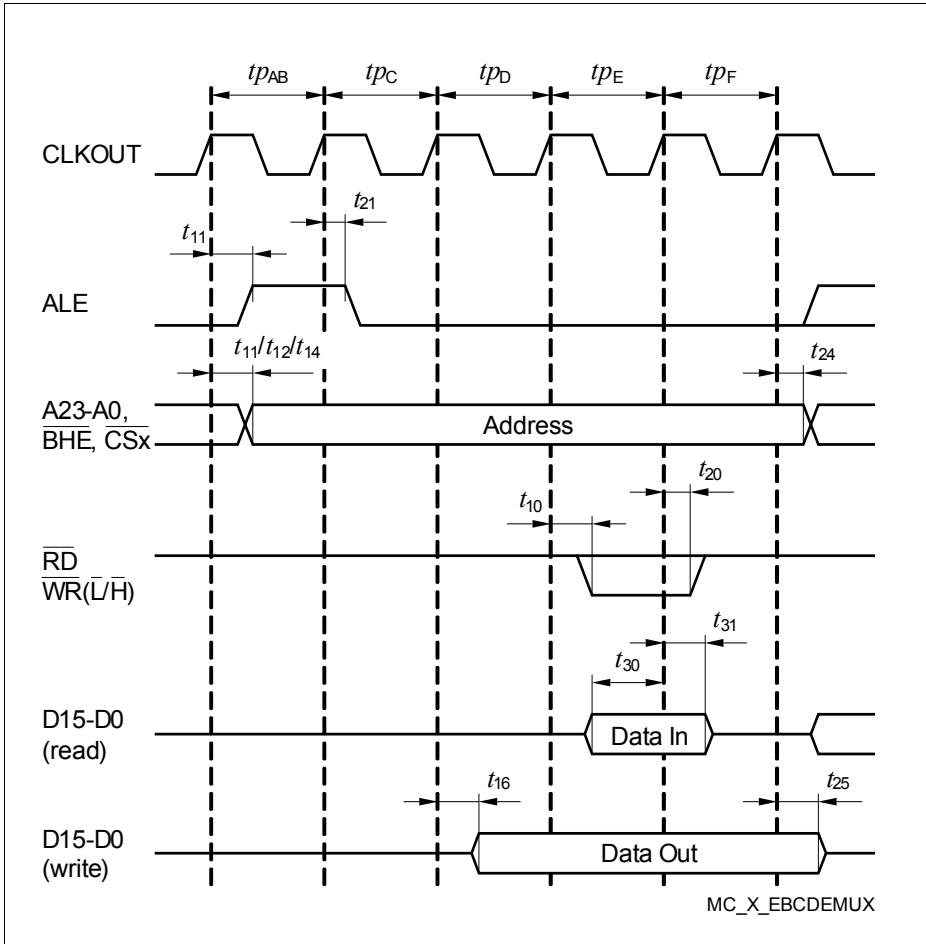 tpAB tpC tpD tpE tpF
CLKOUT
t21
t11
ALE
t11/t12/t14
t24
A23-A0,
BHE, CSx
Address
t20
t10
RD
WR(L/H)
t31
t30
D15-D0
(read)
Data In
t16
t25
D15-D0
(write)
Data Out
MC_X_EBCDEMUX